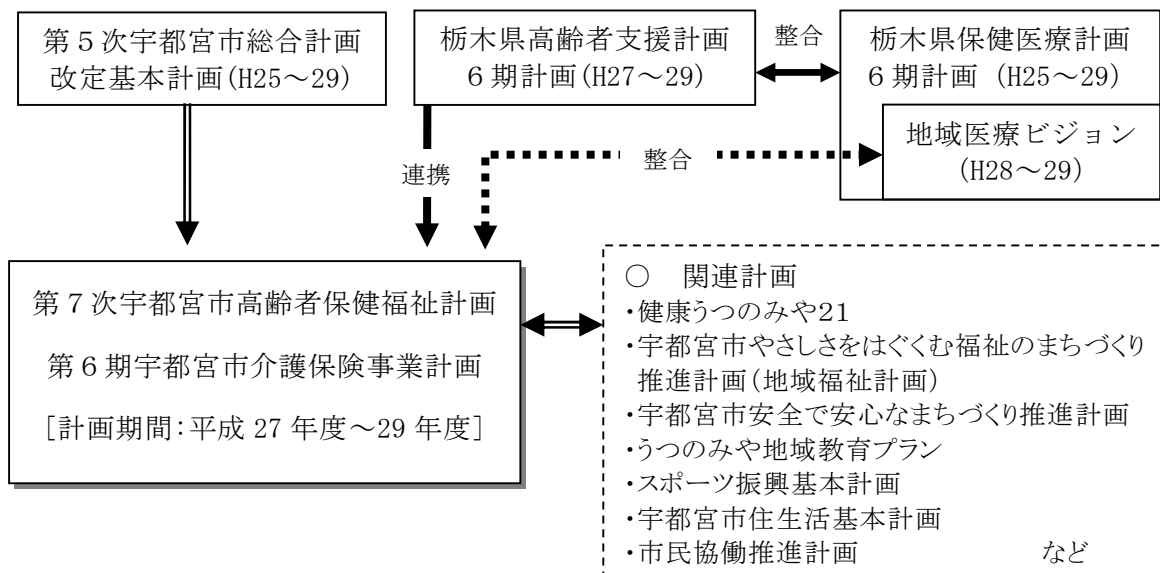 第５次宇都宮市総合計画
改定基本計画(H25～29)
栃木県高齢者支援計画
６期計画(H27～29)
整合
栃木県保健医療計画
６期計画 (H25～29)
地域医療ビジョン
(H28～29)
連携
整合
第７次宇都宮市高齢者保健福祉計画
第６期宇都宮市介護保険事業計画
[計画期間：平成 27 年度～29 年度]
○ 関連計画
・健康うつのみや21
・宇都宮市やさしさをはぐくむ福祉のまちづくり
推進計画(地域福祉計画)
・宇都宮市安全で安心なまちづくり推進計画
・うつのみや地域教育プラン
・スポーツ振興基本計画
・宇都宮市住生活基本計画
・市民協働推進計画 など